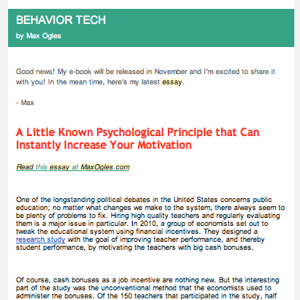 BEHAVIOR TECH
by Max Ogles
Good news! My e-book will be released in November and I'm excited to share it
with you! In the mean time, here's my latest essay.
- Max
A Little Known Psychological Principle that Can
Instantly Increase Your Motivation
Read this essay at MaxOgles.com
One of the longstanding political debates in the United States concerns public
education; no matter what changes we make to the system, there always seem to
be plenty of problems to fix. Hiring high quality teachers and regularly evaluating
them is a major issue in particular. In 2010, a group of economists set out to
tweak the educational system using financial incentives. They designed a
research study with the goal of improving teacher performance, and thereby
student performance, by motivating the teachers with big cash bonuses.
Of course, cash bonuses as a job incentive are nothing new. But the interesting
part of the study was the unconventional method that the economists used to
administer the bonuses. Of the 150 teachers that participated in the study, half